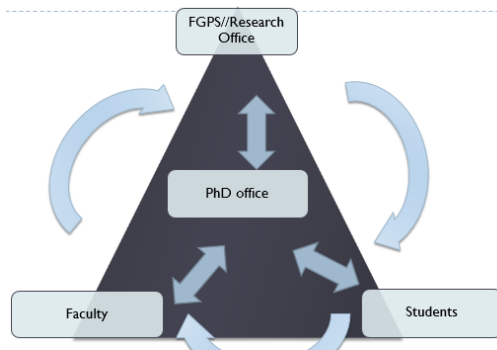 FGPS//Research
Office
PhD office
Faculty
Students